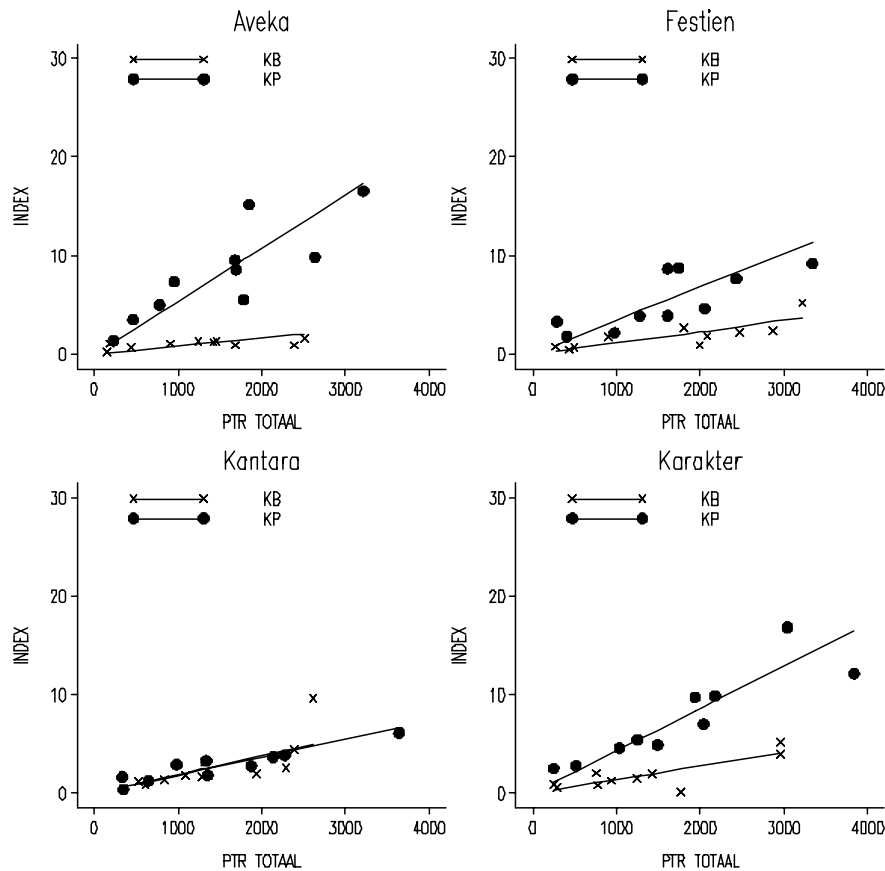 Aveka
KB
KP
30
20
10
0
INDEX
0 1000 2000 3000 4000
PTR TOTAAL
Festien
KB
KP
30
20
10
0
INDEX
0 1000 2000 3000 4000
PTR TOTAAL
Kantara
KB
KP
30
20
10
0
INDEX
0 1000 2000 3000 4000
PTR TOTAAL
Karakter
KB
KP
30
20
10
0
INDEX
0 1000 2000 3000 4000
PTR TOTAAL